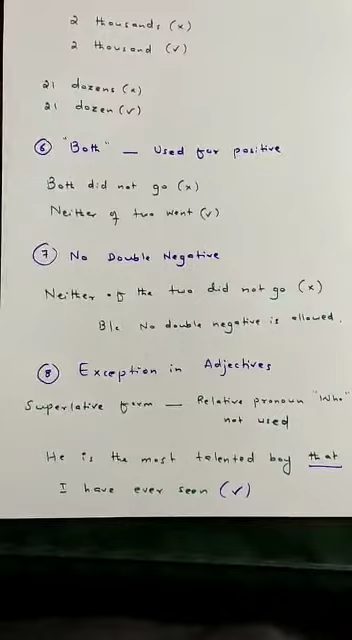 2 thousands (x)
2 thousand (✓)
21 dozens (x)
21 dozen (✓)
⑥ "Both" — Used for positive
Both did not go (x)
Neither of two went (✓)
⑦ No Double Negative
Neither of the two did not go (x)
B/c No double negative is allowed.
⑧ Exception in Adjectives
Superlative form — Relative pronoun "Who"
not used
He is the most talented boy that
I have ever seen (✓)